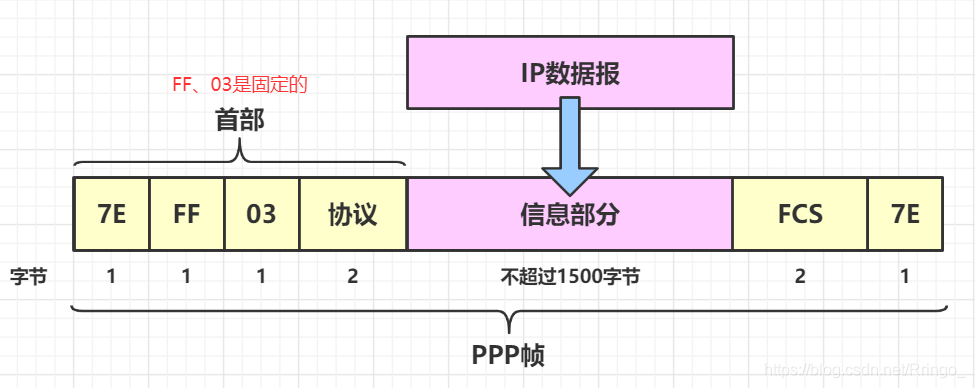 IP数据报
FF、03是固定的
首部
7E FF 03 协议 信息部分 FCS 7E
字节 1 1 1 2 不超过1500字节 2 1
PPP帧
https://blog.csdn.net/Rringo_